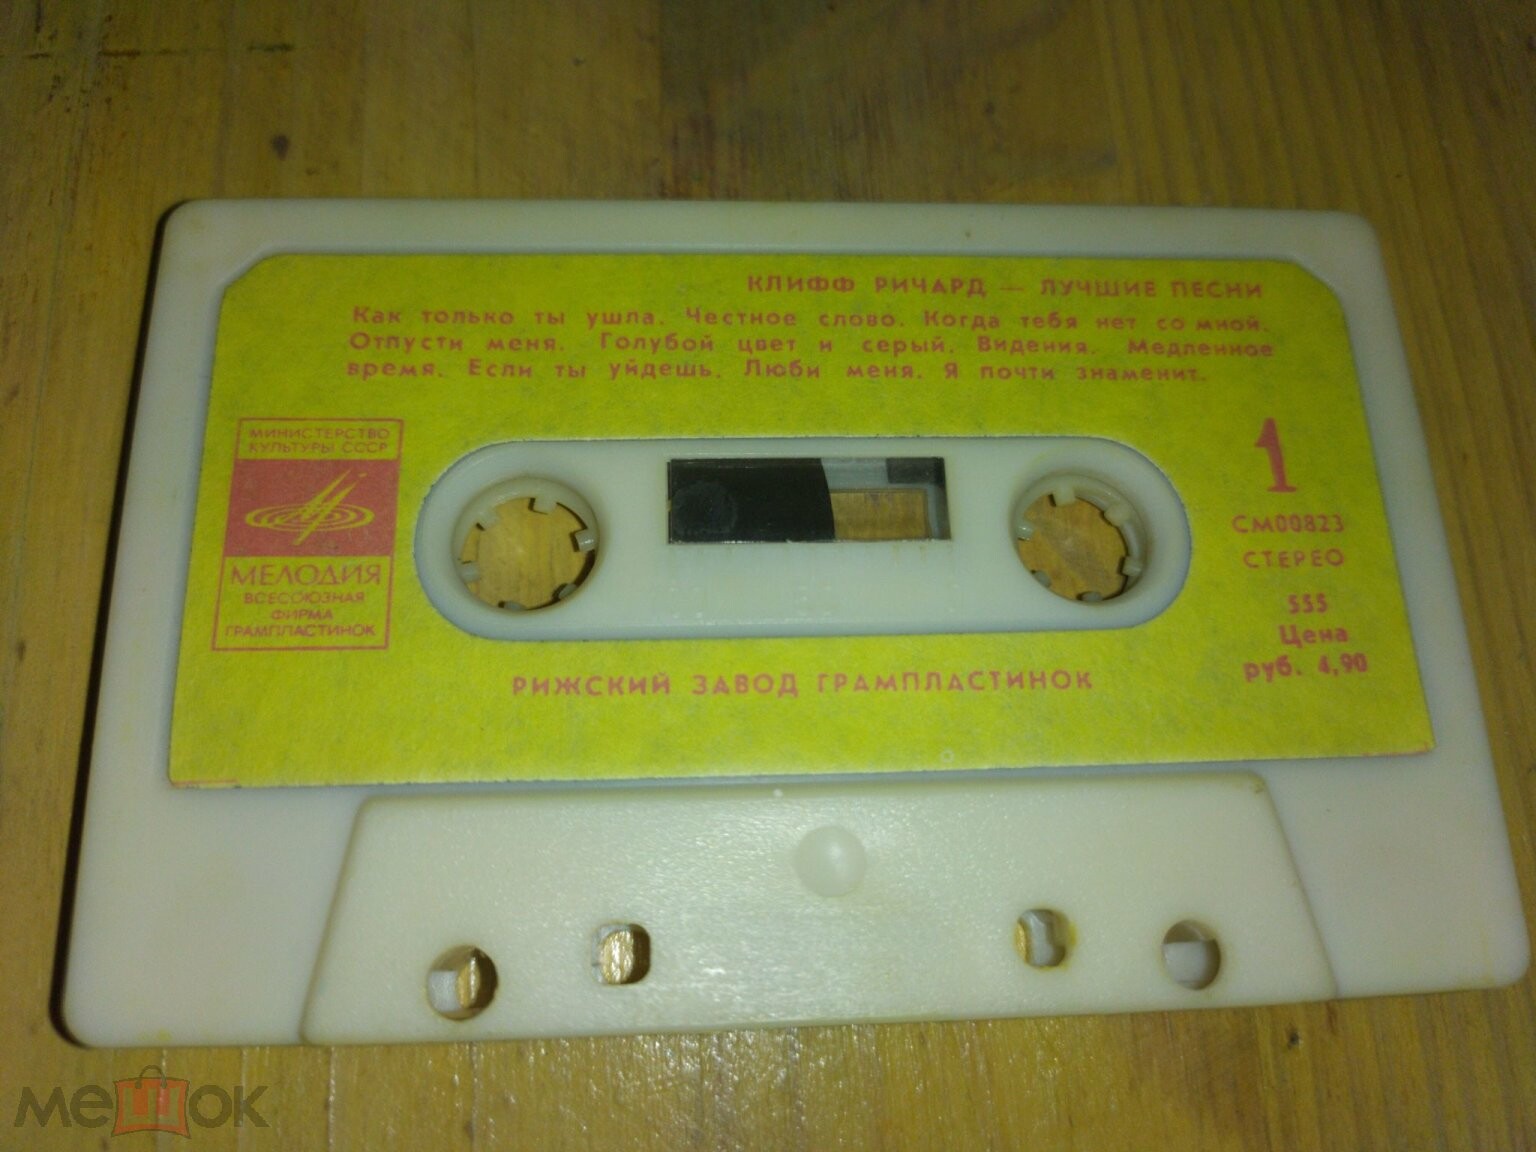 КЛИФФ РИЧАРД — ЛУЧШИЕ ПЕСНИ
Как только ты ушла. Честное слово. Когда тебя нет со мной.
Отпусти меня. Голубой цвет и серый. Видения. Медленное
время. Если ты уйдешь. Люби меня. Я почти знаменит.
МИНИСТЕРСТВО
КУЛЬТУРЫ СССР
МЕЛОДИЯ
ВСЕСОЮЗНАЯ
ФИРМА
ГРАМПЛАСТИНОК
1
СМ00823
СТЕРЕО
555
Цена
руб. 4,90
РИЖСКИЙ ЗАВОД ГРАМПЛАСТИНОК
мешок